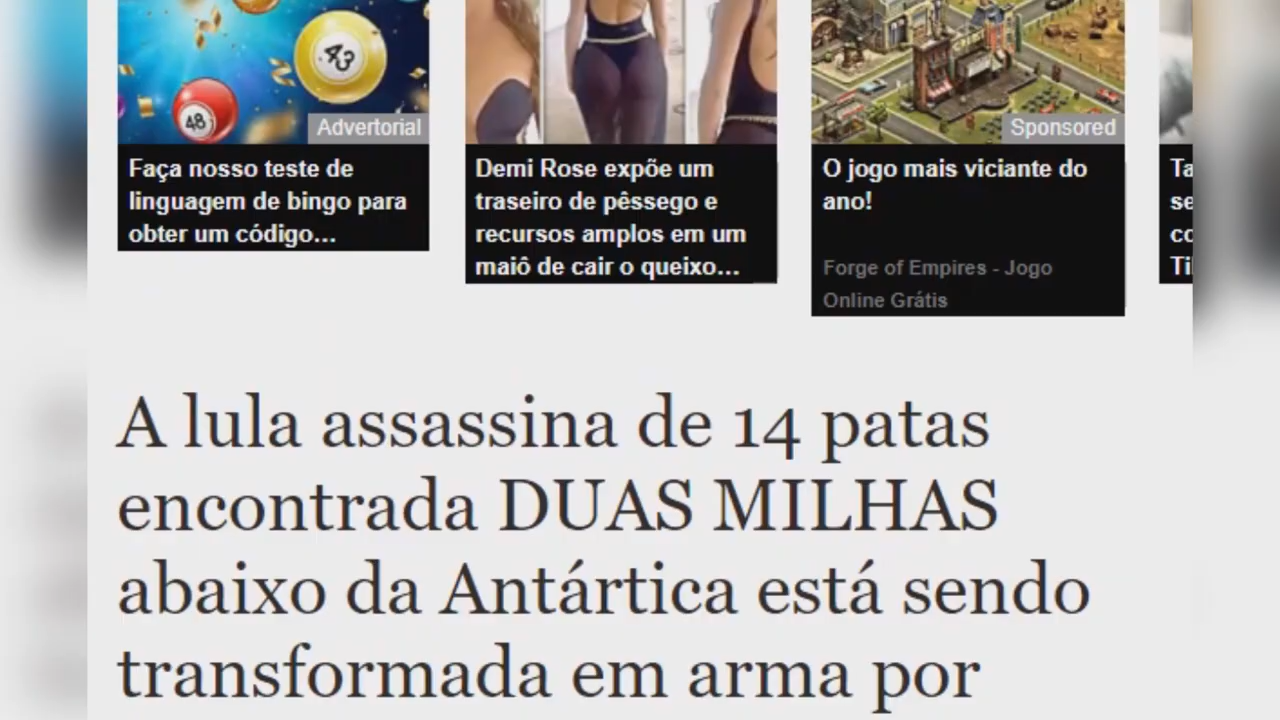 43
48
Advertorial
Sponsored
Faça nosso teste de
linguagem de bingo para
obter um código...
Demi Rose expõe um
traseiro de pêssego e
recursos amplos em um
maiô de cair o queixo...
O jogo mais viciante do
ano!
Forge of Empires - Jogo
Online Grátis
Ta
se
co
A lula assassina de 14 patas
encontrada DUAS MILHAS
abaixo da Antártica está sendo
transformada em arma por